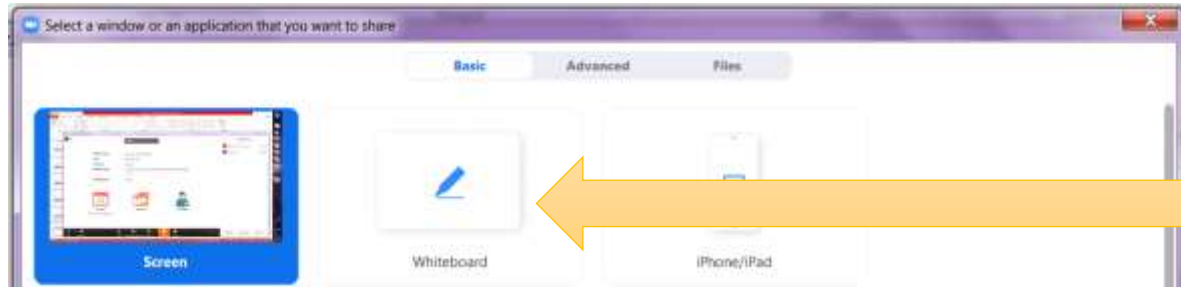 Select a window or an application that you want to share
Basic Advanced Files
Screen Whiteboard iPhone/iPad